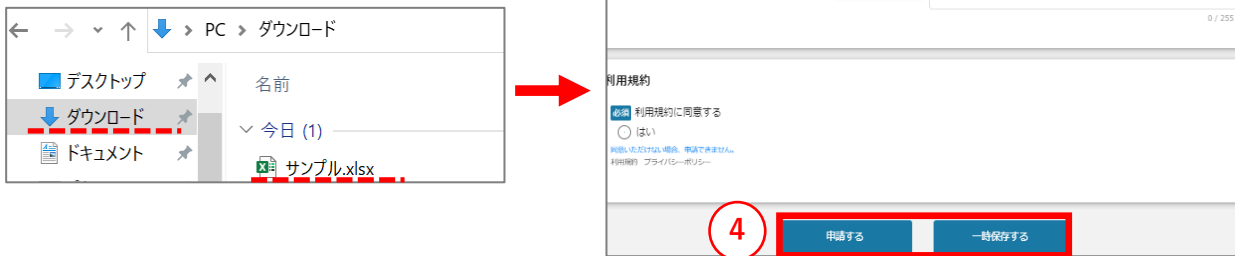 PC > ダウンロード
デスクトップ
名前
ダウンロード
今日 (1)
ドキュメント
サンプル.xlsx
0 / 255
利用規約
必須 利用規約に同意する
はい
同意いただけない場合、申請できません。
利用規約 プライバシーポリシー
4
申請する
一時保存する